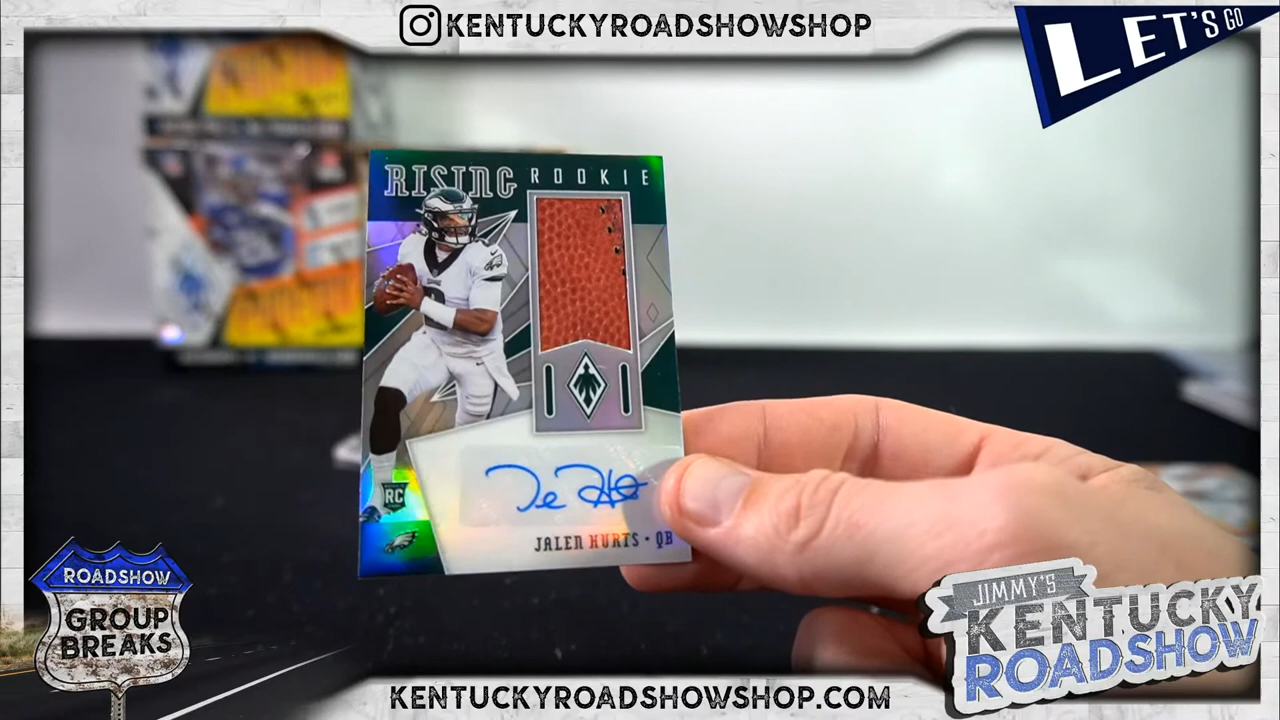 KENTUCKYROADSHOWSHOP
LET'S GO
RISING ROOKIE
RC
JALEN HURTS • QB
ROADSHOW
GROUP
BREAKS
JIMMY'S
KENTUCKY
ROADSHOW
KENTUCKYROADSHOWSHOP.COM